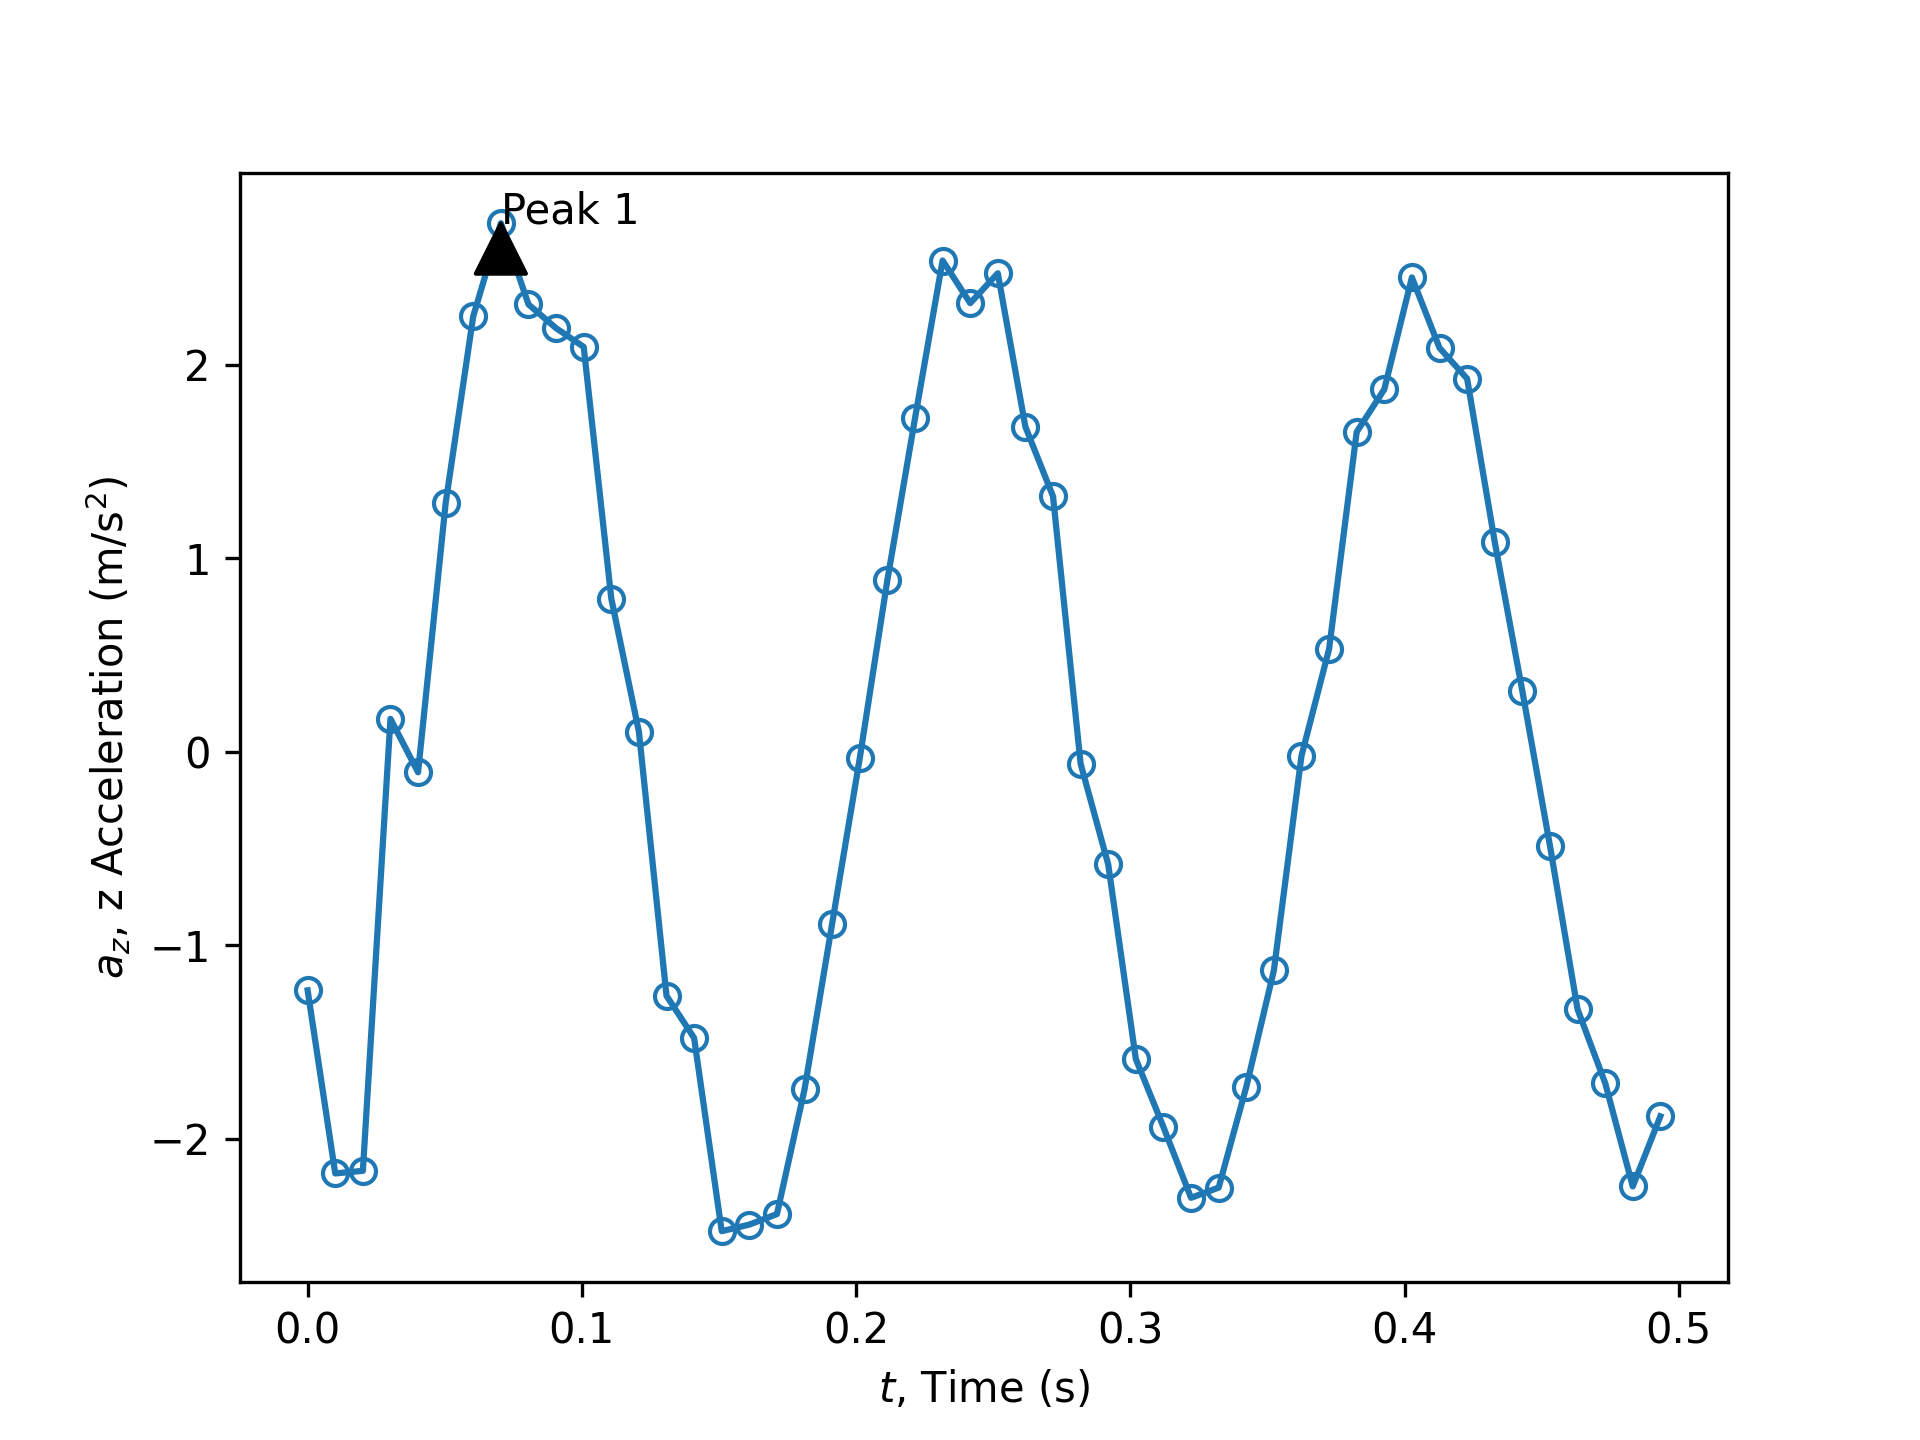 Peak 1
2
1
0
−1
−2
a_z, z Acceleration (m/s²)
0.0 0.1 0.2 0.3 0.4 0.5
t, Time (s)